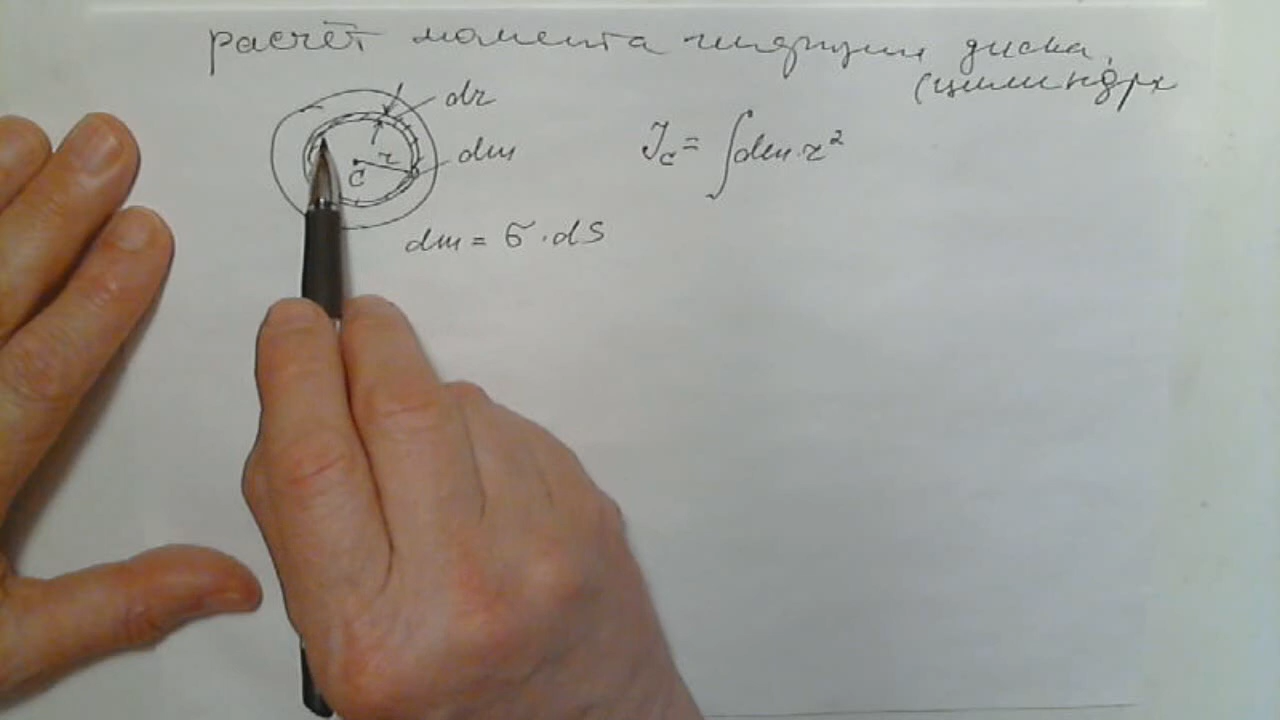 расчёт момента инерции диска,
(цилиндра
dr
dm
r
C
J_c = ∫dm·r²
dm = σ·dS